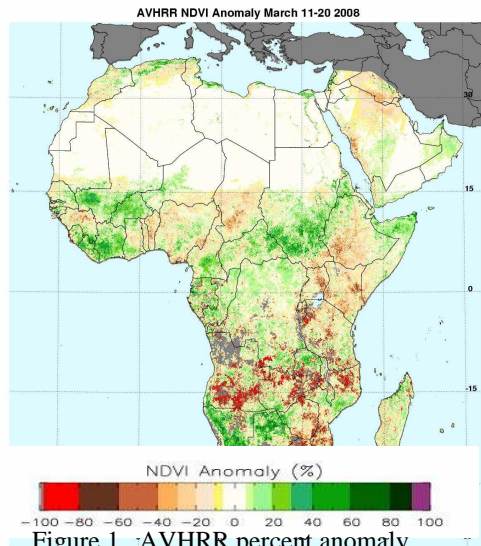 AVHRR NDVI Anomaly March 11-20 2008
30
15
0
-15
NDVI Anomaly (%)
-100 -80 -60 -40 -20 0 20 40 60 80 100
Figure 1. AVHRR percent anomaly